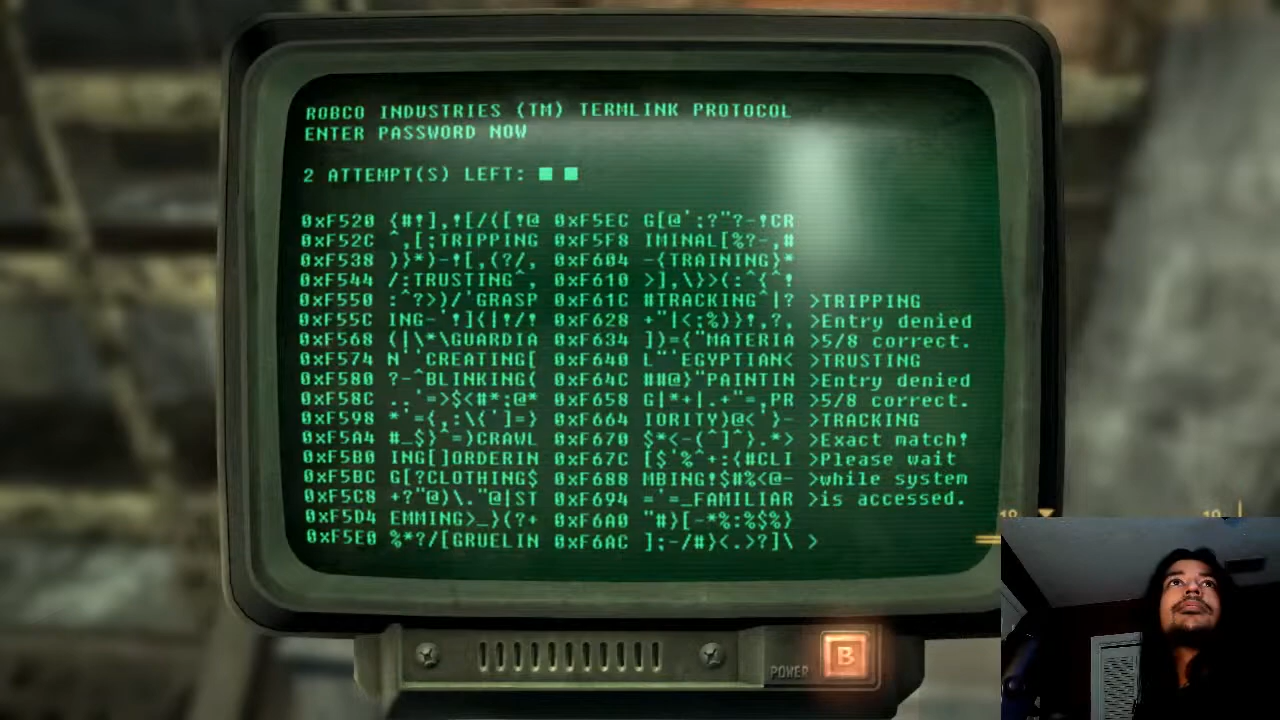 ROBCO INDUSTRIES (TM) TERMLINK PROTOCOL
ENTER PASSWORD NOW
2 ATTEMPT(S) LEFT: ■ ■
0xF520 {#!],![/([!@ 0xF5EC G[@';?"?-!CR
0xF52C ^,[;TRIPPING 0xF5F8 IMINAL[%?-,#
0xF538 )}*)-![,(?/, 0xF604 -{TRAINING}*
0xF544 /:TRUSTING^, 0xF610 >],\}>(:^{^!
0xF550 :^?>)/'GRASP 0xF61C #TRACKING^|? >TRIPPING
0xF55C ING-'!]{|!/! 0xF628 +"|<;%)}!,?, >Entry denied
0xF568 (|\*\GUARDIA 0xF634 ])={"MATERIA >5/8 correct.
0xF574 N''CREATING[ 0xF640 L"'EGYPTIAN< >TRUSTING
0xF580 ?-^BLINKING( 0xF64C ##@}"PAINTIN >Entry denied
0xF58C ..'=>$<#*;@* 0xF658 G|*+|.+"=,PR >5/8 correct.
0xF598 *'={,:\{']=} 0xF664 IORITY)@<'}- >TRACKING
0xF5A4 #_$}^=)CRAWL 0xF670 $*<-(^]^}.*> >Exact match!
0xF5B0 ING[]ORDERIN 0xF67C [$'%^+:{#CLI >Please wait
0xF5BC G[?CLOTHING$ 0xF688 MBING!$#%<@- >while system
0xF5C8 +?"@)\."@|ST 0xF694 ='=_FAMILIAR >is accessed.
0xF5D4 EMMING>_}(?+ 0xF6A0 "#}[-*%:%$%}
0xF5E0 %*?/[GRUELIN 0xF6AC ];-/#}<.>?]\ >
POWER
B